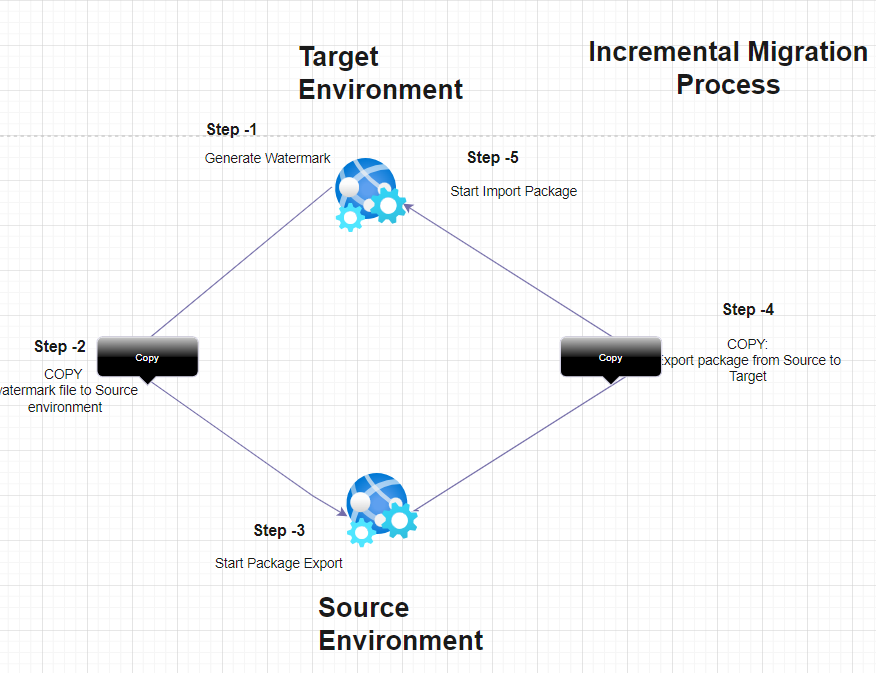 Target
Environment
Incremental Migration
Process
Step -1
Generate Watermark
Step -5
Start Import Package
Step -2
COPY
watermark file to Source
environment
Copy
Step -4
COPY:
Export package from Source to
Target
Copy
Step -3
Start Package Export
Source
Environment